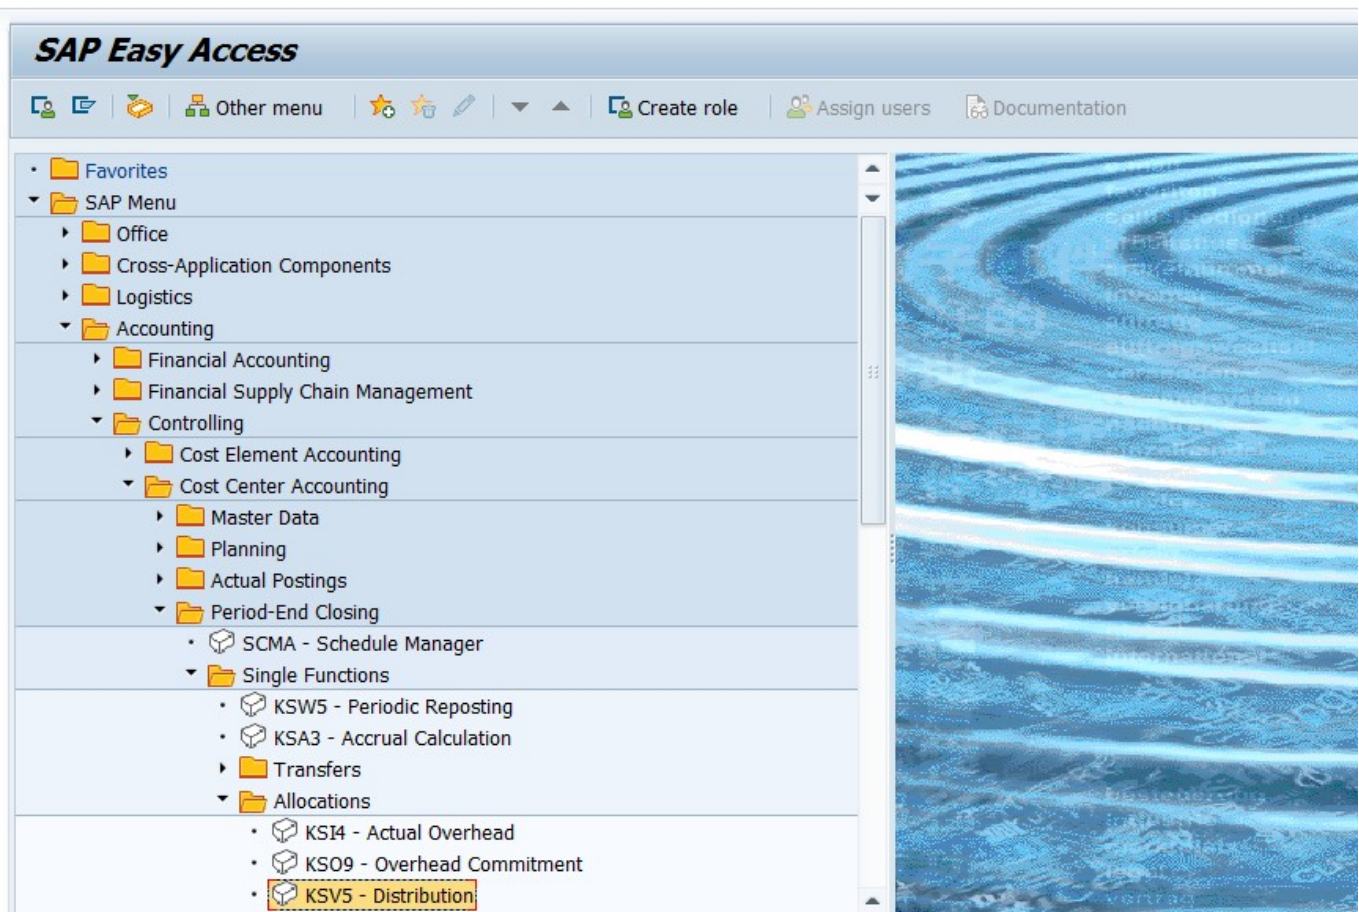 SAP Easy Access
Other menu Create role Assign users Documentation
Favorites
SAP Menu
Office
Cross-Application Components
Logistics
Accounting
Financial Accounting
Financial Supply Chain Management
Controlling
Cost Element Accounting
Cost Center Accounting
Master Data
Planning
Actual Postings
Period-End Closing
SCMA - Schedule Manager
Single Functions
KSW5 - Periodic Reposting
KSA3 - Accrual Calculation
Transfers
Allocations
KSI4 - Actual Overhead
KSO9 - Overhead Commitment
KSV5 - Distribution